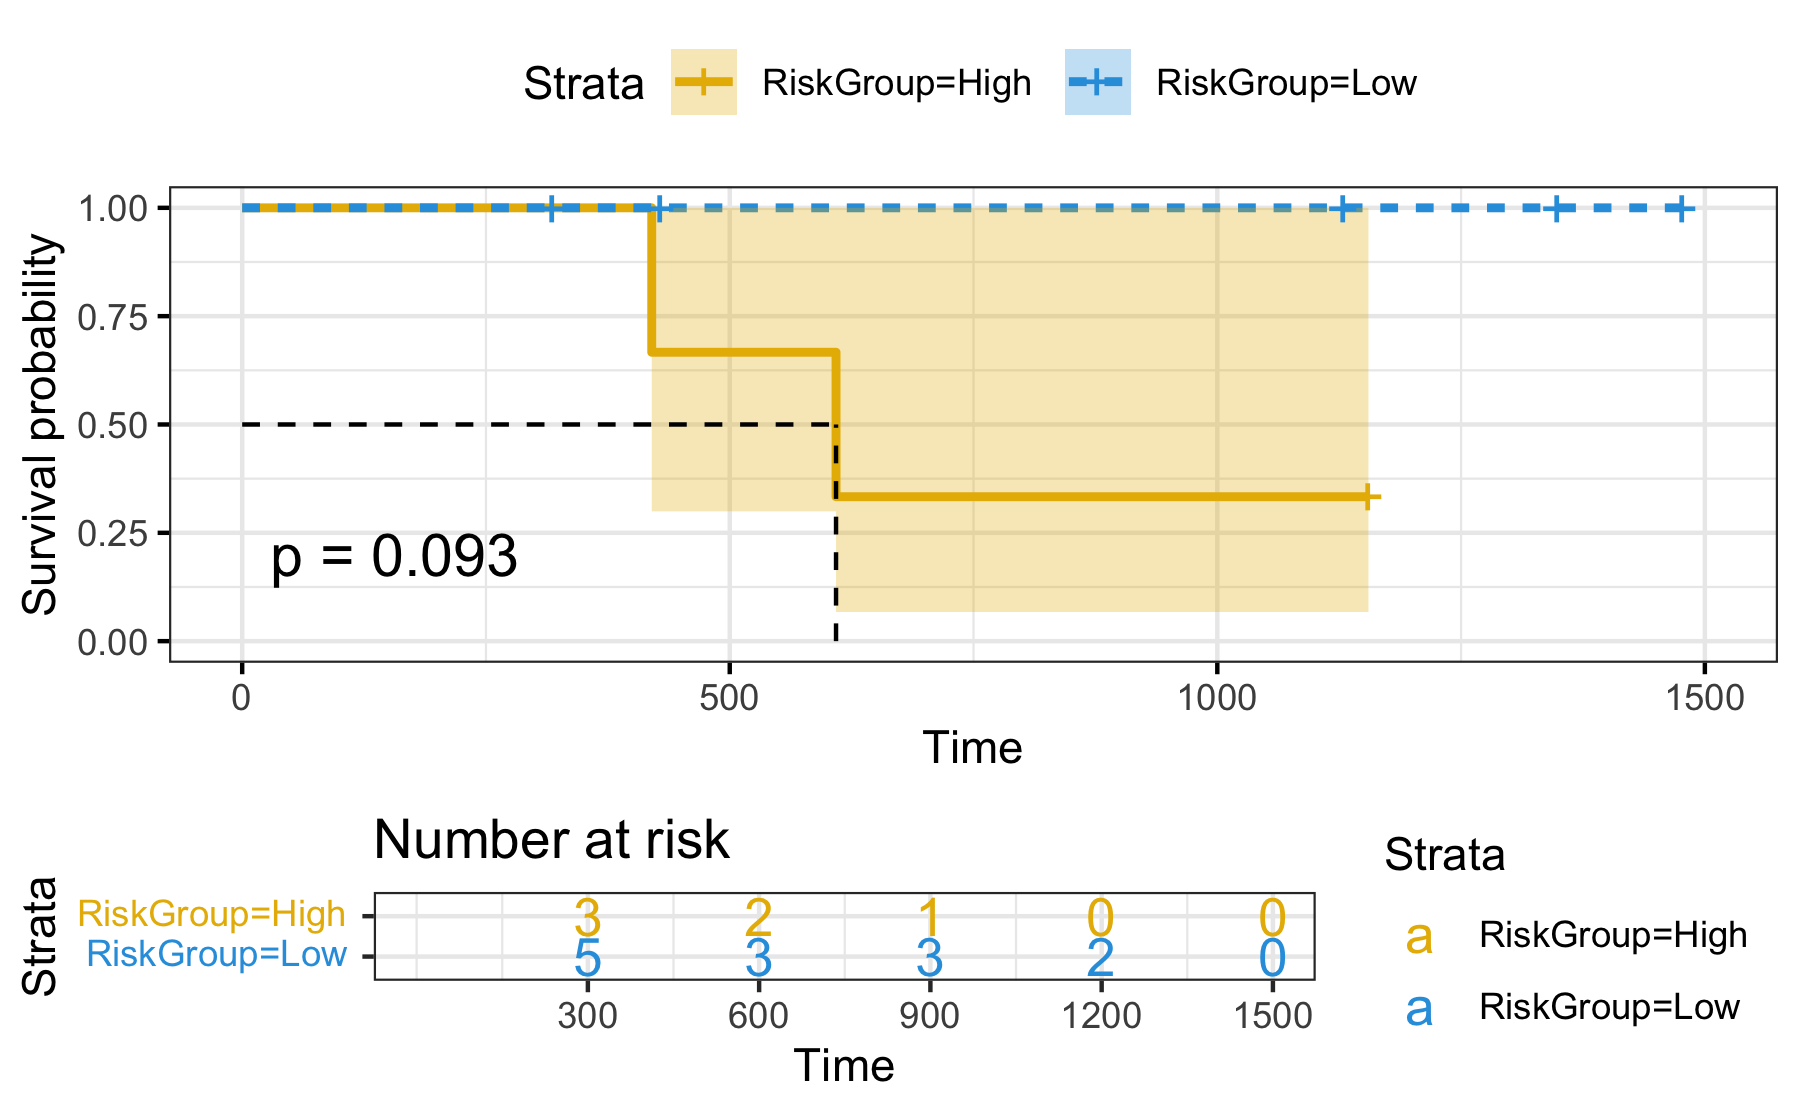 Strata RiskGroup=High RiskGroup=Low
Survival probability
1.00
0.75
0.50
0.25
0.00
p = 0.093
0 500 1000 1500
Time
Number at risk
Strata
RiskGroup=High 3 2 1 0 0
RiskGroup=Low 5 3 3 2 0
300 600 900 1200 1500
Time
Strata
a RiskGroup=High
a RiskGroup=Low